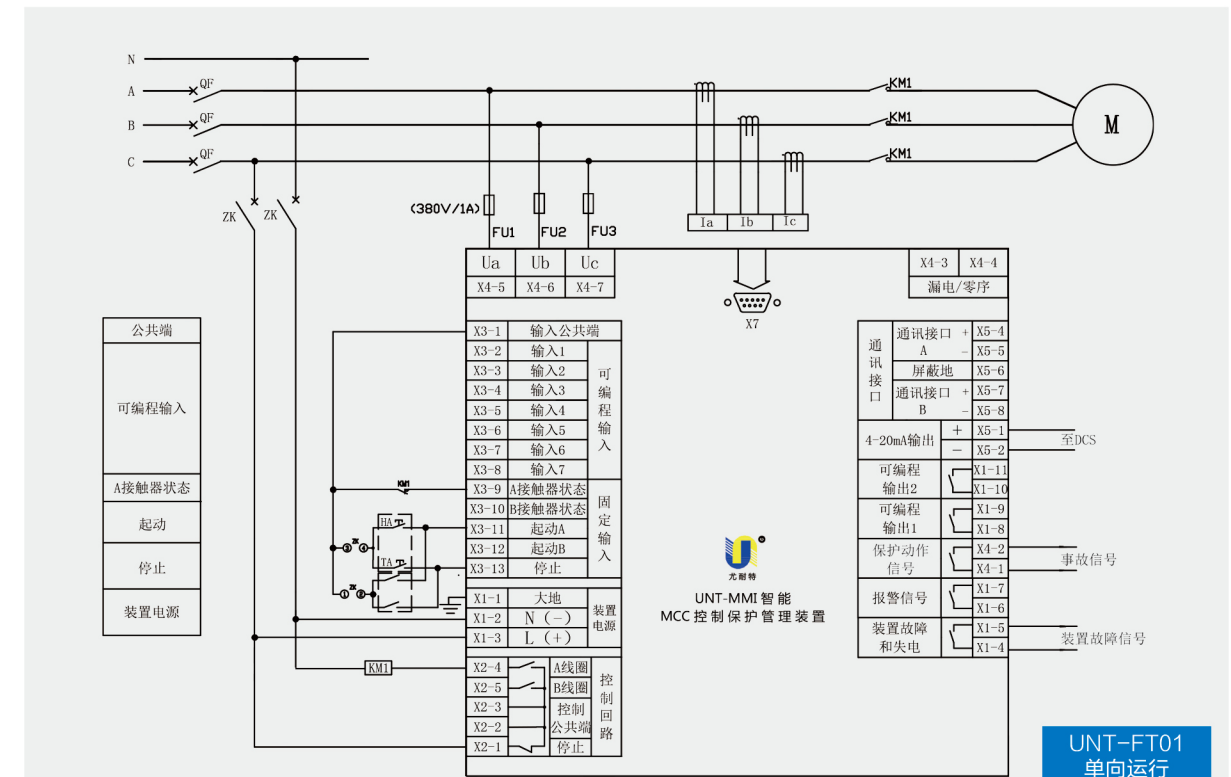 N
A QF
B QF
C QF
KM1
KM1
KM1
M
ZK ZK
(380V/1A)
FU1 FU2 FU3
Ia Ib Ic
Ua Ub Uc
X4-5 X4-6 X4-7
X4-3 X4-4
漏电/零序
X7
公共端
可编程输入
A接触器状态
起动
停止
装置电源
X3-1 输入公共端
X3-2 输入1
X3-3 输入2
X3-4 输入3
X3-5 输入4
X3-6 输入5
X3-7 输入6
X3-8 输入7
可编程输入
X3-9 A接触器状态
X3-10 B接触器状态
X3-11 起动A
X3-12 起动B
X3-13 停止
固定输入
KM1
HA
ZK
③ ④
TA
ZK
① ②
X1-1 大地
X1-2 N (-)
X1-3 L (+)
装置电源
KM1
X2-4 A线圈
X2-5 B线圈
X2-3 控制
X2-2 公共端
X2-1 停止
控制回路
通讯接口
通讯接口 + X5-4
A - X5-5
屏蔽地 X5-6
通讯接口 + X5-7
B - X5-8
4-20mA输出 + X5-1
- X5-2
至DCS
可编程 X1-11
输出2 X1-10
可编程 X1-9
输出1 X1-8
保护动作 X4-2
信号 X4-1
事故信号
报警信号 X1-7
X1-6
装置故障 X1-5
和失电 X1-4
装置故障信号
®
尤耐特
UNT-MMI智能
MCC控制保护管理装置
UNT-FT01
单向运行